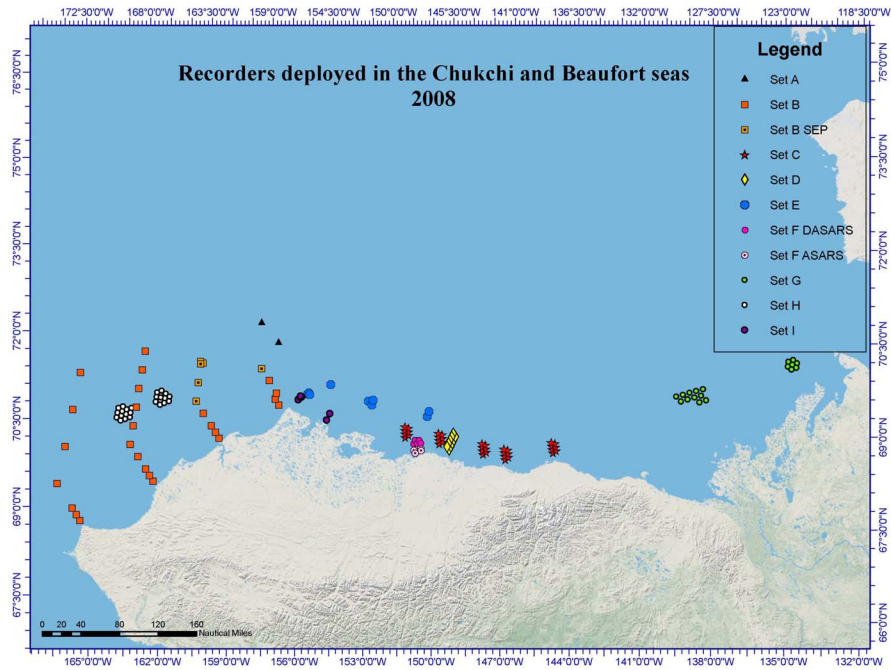 172°30'0"W 168°0'0"W 163°30'0"W 159°0'0"W 154°30'0"W 150°0'0"W 145°30'0"W 141°0'0"W 136°30'0"W 132°0'0"W 127°30'0"W 123°0'0"W 118°30'0"W
Recorders deployed in the Chukchi and Beaufort seas
2008
Legend
Set A
Set B
Set B SEP
Set C
Set D
Set E
Set F DASARS
Set F ASARS
Set G
Set H
Set I
76°30'0"N
75°0'0"N
73°30'0"N
72°0'0"N
70°30'0"N
69°0'0"N
67°30'0"N
75°0'0"N
73°30'0"N
72°0'0"N
70°30'0"N
69°0'0"N
67°30'0"N
66°0'0"N
0 20 40 80 120 160
Nautical Miles
165°0'0"W 162°0'0"W 159°0'0"W 156°0'0"W 153°0'0"W 150°0'0"W 147°0'0"W 144°0'0"W 141°0'0"W 138°0'0"W 135°0'0"W 132°0'0"W